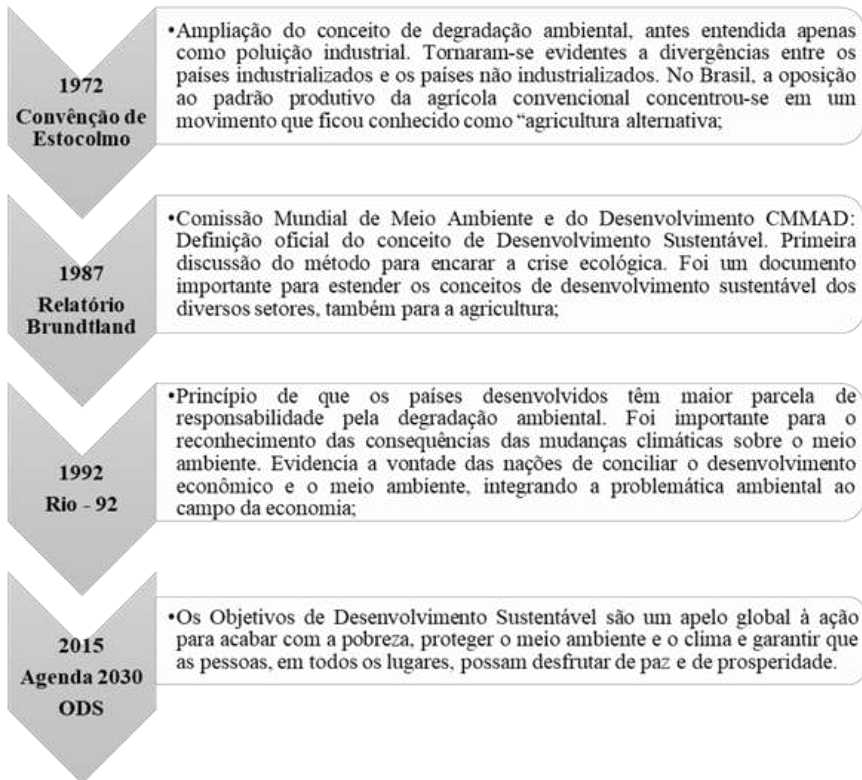 1972
Convênção de
Estocolmo
•Ampliação do conceito de degradação ambiental, antes entendida apenas
como poluição industrial. Tornaram-se evidentes a divergências entre os
países industrializados e os países não industrializados. No Brasil, a oposição
ao padrão produtivo da agrícola convencional concentrou-se em um
movimento que ficou conhecido como “agricultura alternativa;
1987
Relatório
Brundtland
•Comissão Mundial de Meio Ambiente e do Desenvolvimento CMMAD:
Definição oficial do conceito de Desenvolvimento Sustentável. Primeira
discussão do método para encarar a crise ecológica. Foi um documento
importante para estender os conceitos de desenvolvimento sustentável dos
diversos setores, também para a agricultura;
1992
Rio - 92
•Princípio de que os países desenvolvidos têm maior parcela de
responsabilidade pela degradação ambiental. Foi importante para o
reconhecimento das consequências das mudanças climáticas sobre o meio
ambiente. Evidencia a vontade das nações de conciliar o desenvolvimento
econômico e o meio ambiente, integrando a problemática ambiental ao
campo da economia;
2015
Agenda 2030
ODS
•Os Objetivos de Desenvolvimento Sustentável são um apelo global à ação
para acabar com a pobreza, proteger o meio ambiente e o clima e garantir que
as pessoas, em todos os lugares, possam desfrutar de paz e de prosperidade.